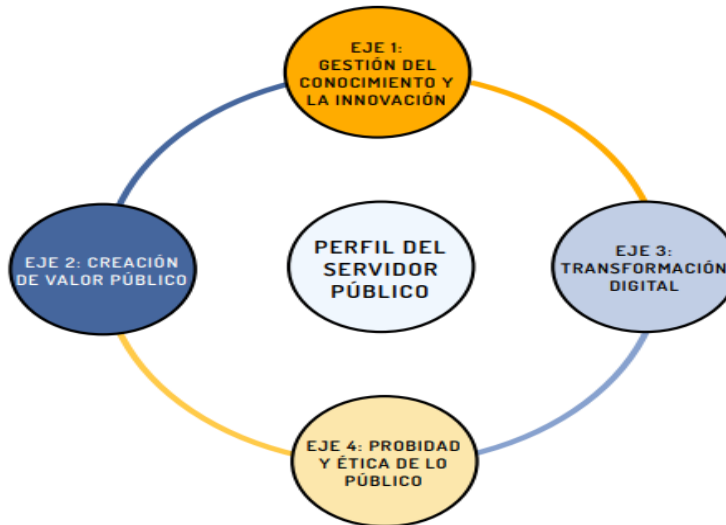 EJE 1:
GESTIÓN DEL
CONOCIMIENTO Y
LA INNOVACIÓN
EJE 2: CREACIÓN
DE VALOR PÚBLICO
PERFIL DEL
SERVIDOR
PÚBLICO
EJE 3:
TRANSFORMACIÓN
DIGITAL
EJE 4: PROBIDAD
Y ÉTICA DE LO
PÚBLICO